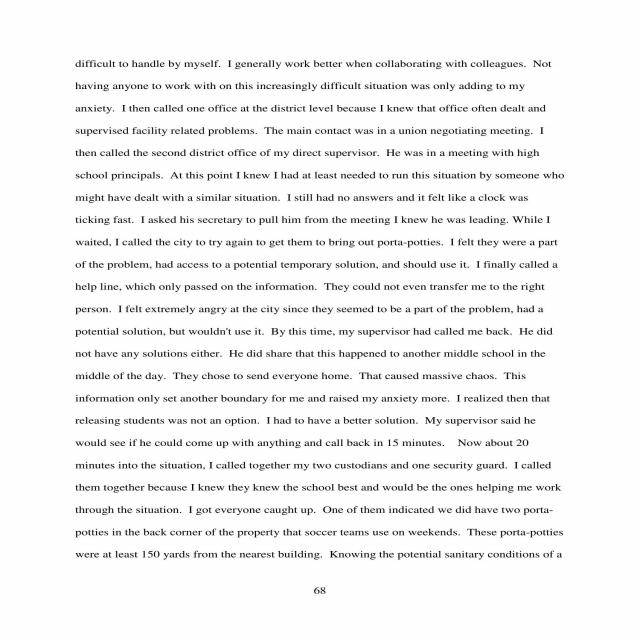 difficult to handle by myself.  I generally work better when collaborating with colleagues.  Not
having anyone to work with on this increasingly difficult situation was only adding to my
anxiety.  I then called one office at the district level because I knew that office often dealt and
supervised facility related problems.  The main contact was in a union negotiating meeting.  I
then called the second district office of my direct supervisor.  He was in a meeting with high
school principals.  At this point I knew I had at least needed to run this situation by someone who
might have dealt with a similar situation.  I still had no answers and it felt like a clock was
ticking fast.  I asked his secretary to pull him from the meeting I knew he was leading. While I
waited, I called the city to try again to get them to bring out porta-potties.  I felt they were a part
of the problem, had access to a potential temporary solution, and should use it.  I finally called a
help line, which only passed on the information.  They could not even transfer me to the right
person.  I felt extremely angry at the city since they seemed to be a part of the problem, had a
potential solution, but wouldn't use it.  By this time, my supervisor had called me back.  He did
not have any solutions either.  He did share that this happened to another middle school in the
middle of the day.  They chose to send everyone home.  That caused massive chaos.  This
information only set another boundary for me and raised my anxiety more.  I realized then that
releasing students was not an option.  I had to have a better solution.  My supervisor said he
would see if he could come up with anything and call back in 15 minutes.    Now about 20
minutes into the situation, I called together my two custodians and one security guard.  I called
them together because I knew they knew the school best and would be the ones helping me work
through the situation.  I got everyone caught up.  One of them indicated we did have two porta-
potties in the back corner of the property that soccer teams use on weekends.  These porta-potties
were at least 150 yards from the nearest building.  Knowing the potential sanitary conditions of a
68